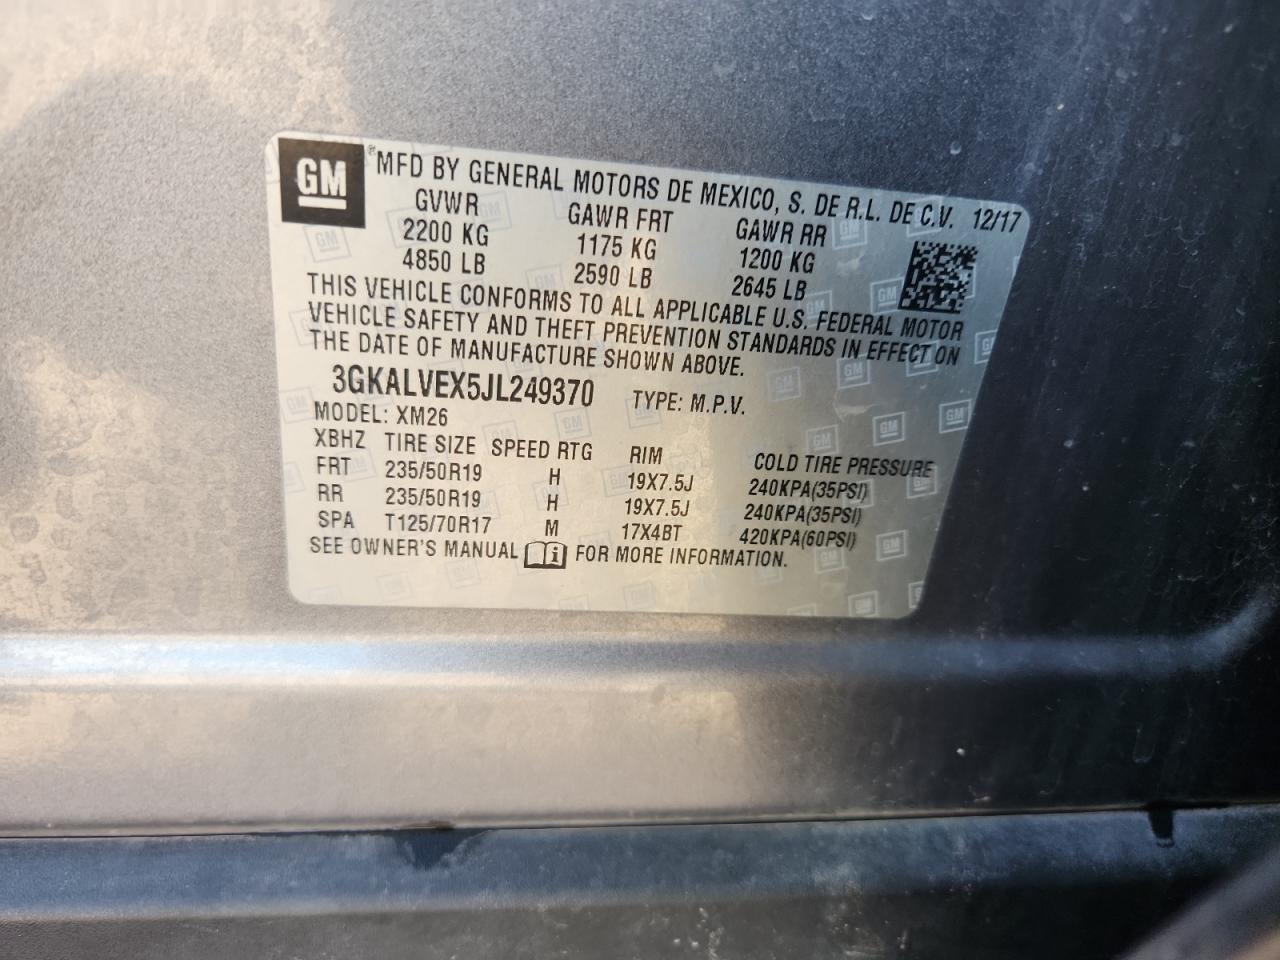 GM ® MFD BY GENERAL MOTORS DE MEXICO, S. DE R.L. DE C.V. 12/17
GVWR GAWR FRT GAWR RR
2200 KG 1175 KG 1200 KG
4850 LB 2590 LB 2645 LB
THIS VEHICLE CONFORMS TO ALL APPLICABLE U.S. FEDERAL MOTOR
VEHICLE SAFETY AND THEFT PREVENTION STANDARDS IN EFFECT ON
THE DATE OF MANUFACTURE SHOWN ABOVE.
3GKALVEX5JL249370 TYPE: M.P.V.
MODEL: XM26
XBHZ TIRE SIZE SPEED RTG RIM COLD TIRE PRESSURE
FRT 235/50R19 H 19X7.5J 240KPA(35PSI)
RR 235/50R19 H 19X7.5J 240KPA(35PSI)
SPA T125/70R17 M 17X4BT 420KPA(60PSI)
SEE OWNER'S MANUAL i FOR MORE INFORMATION.